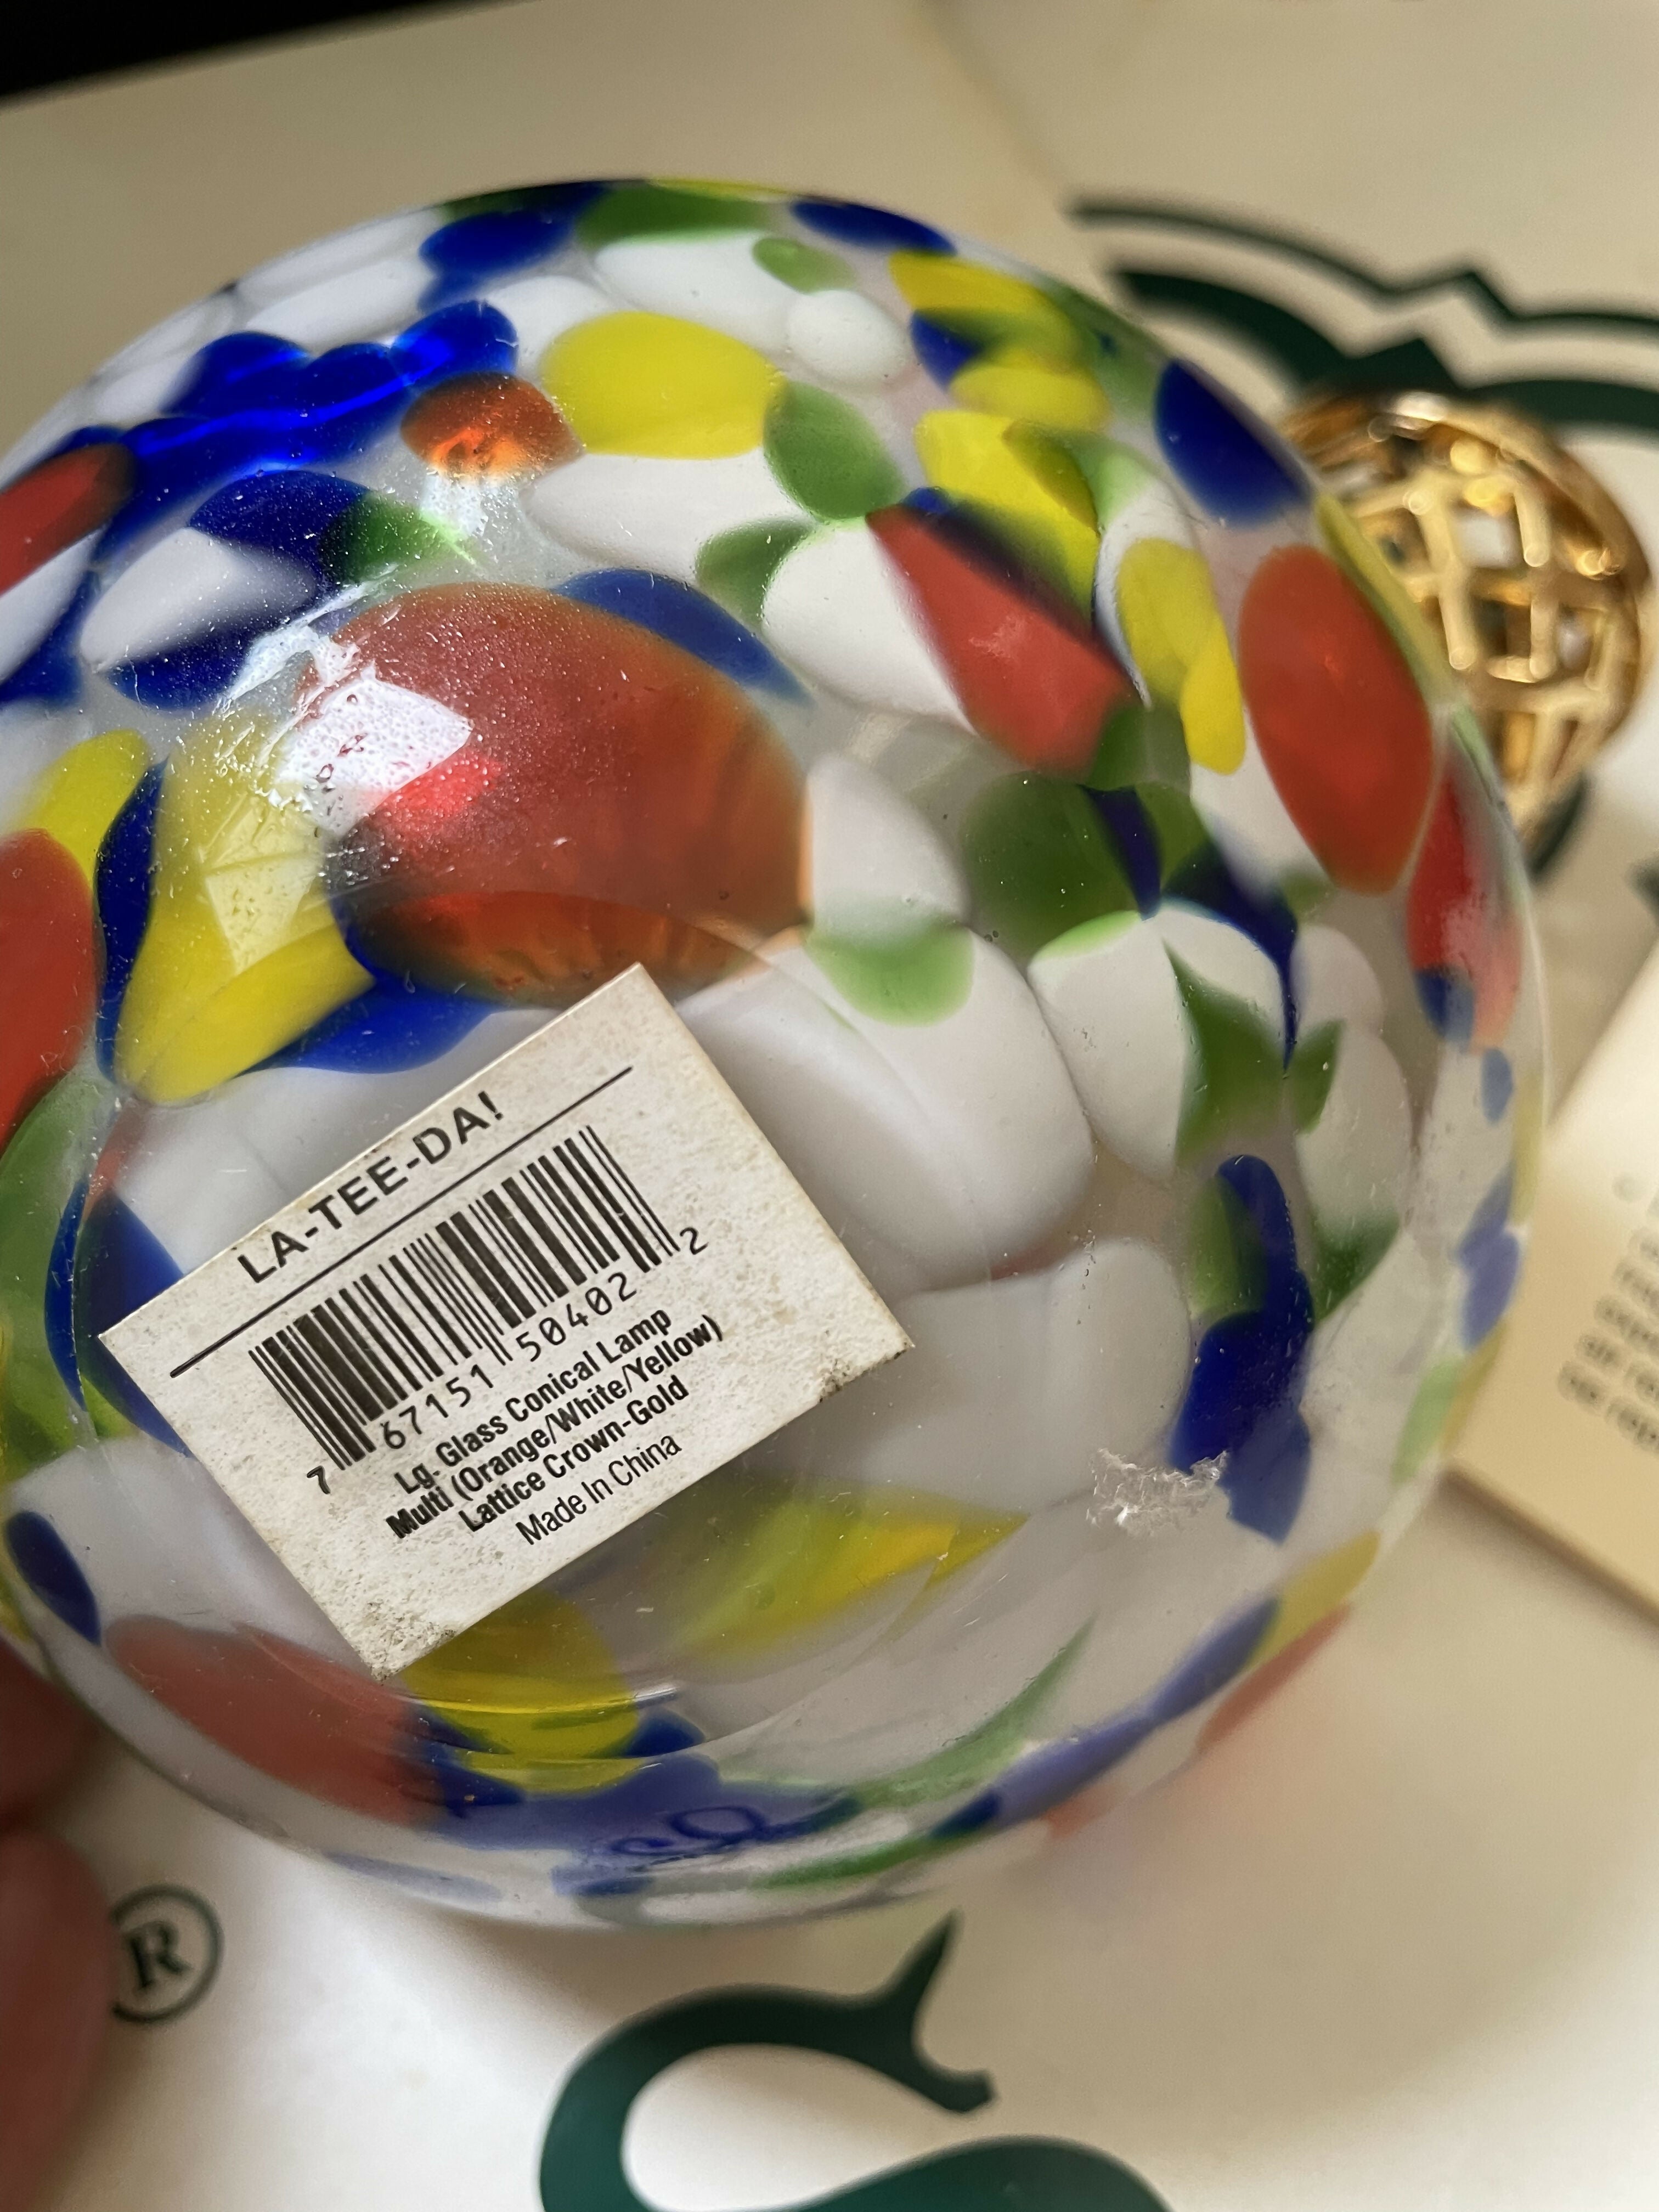 LA-TEE-DA!
7 67151 50402 2
Lg. Glass Conical Lamp
Multi (Orange/White/Yellow)
Lattice Crown-Gold
Made In China
®
S